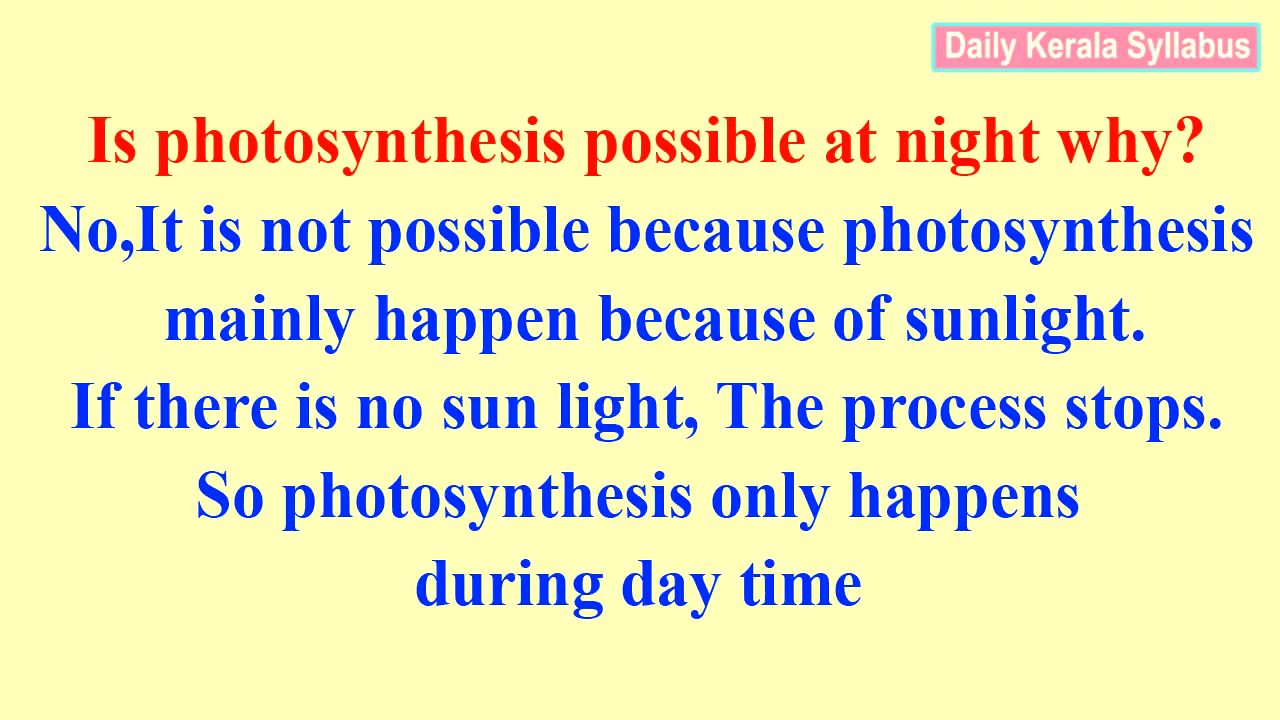 Daily Kerala Syllabus
Is photosynthesis possible at night why?
No,It is not possible because photosynthesis
mainly happen because of sunlight.
If there is no sun light, The process stops.
So photosynthesis only happens
during day time